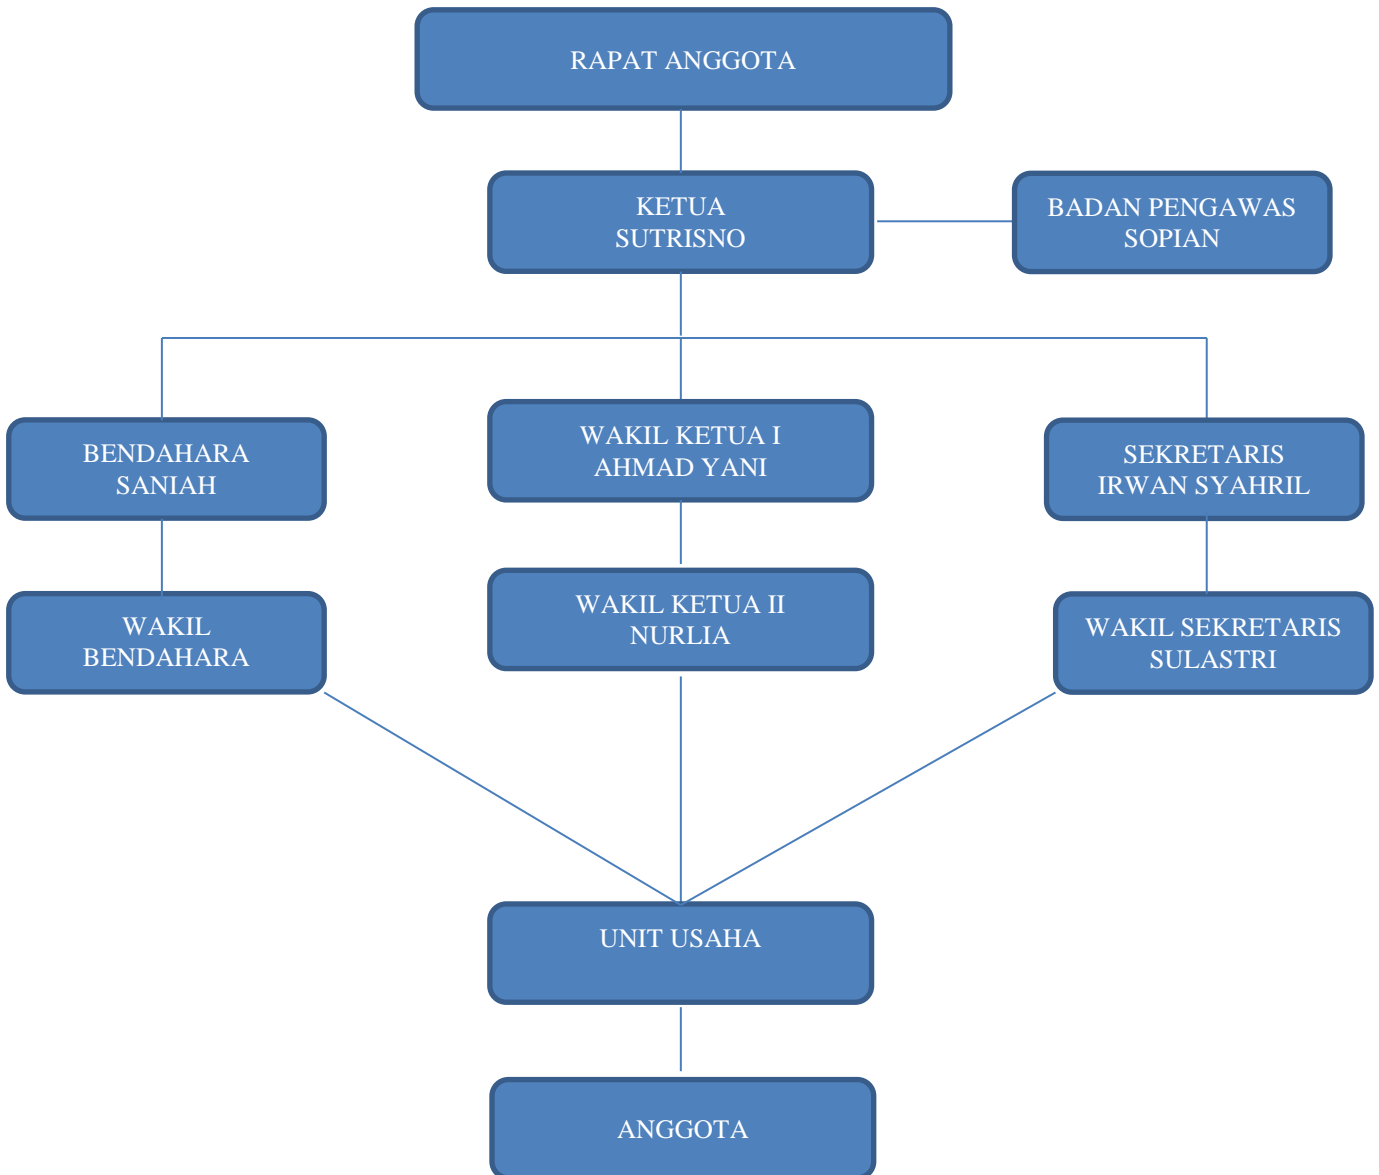 RAPAT ANGGOTA
KETUA
SUTRISNO
BADAN PENGAWAS
SOPIAN
BENDAHARA
SANIAH
WAKIL KETUA I
AHMAD YANI
SEKRETARIS
IRWAN SYAHRIL
WAKIL
BENDAHARA
WAKIL KETUA II
NURLIA
WAKIL SEKRETARIS
SULASTRI
UNIT USAHA
ANGGOTA